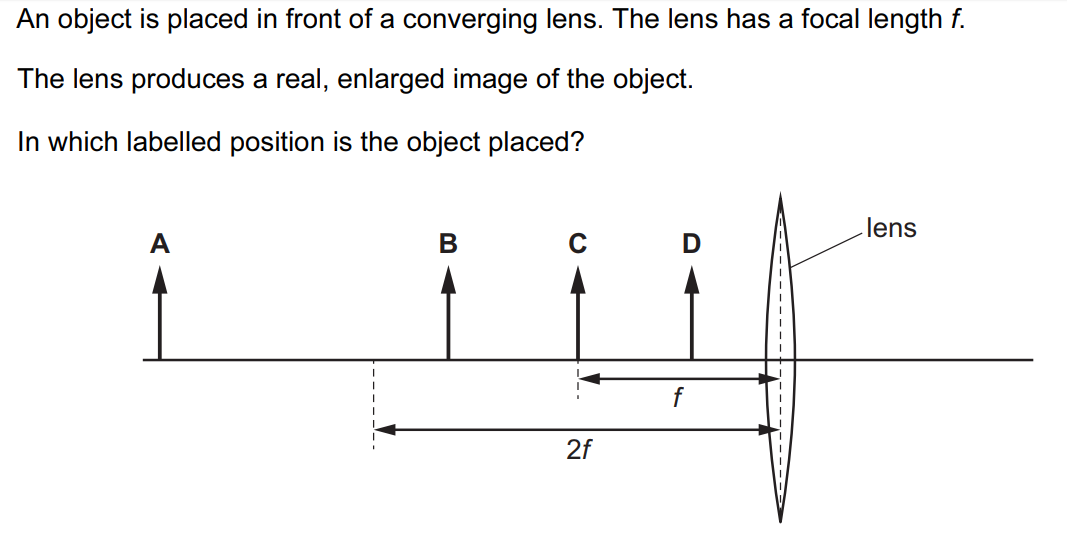 An object is placed in front of a converging lens. The lens has a focal length f.
The lens produces a real, enlarged image of the object.
In which labelled position is the object placed?
A B C D lens
f
2f